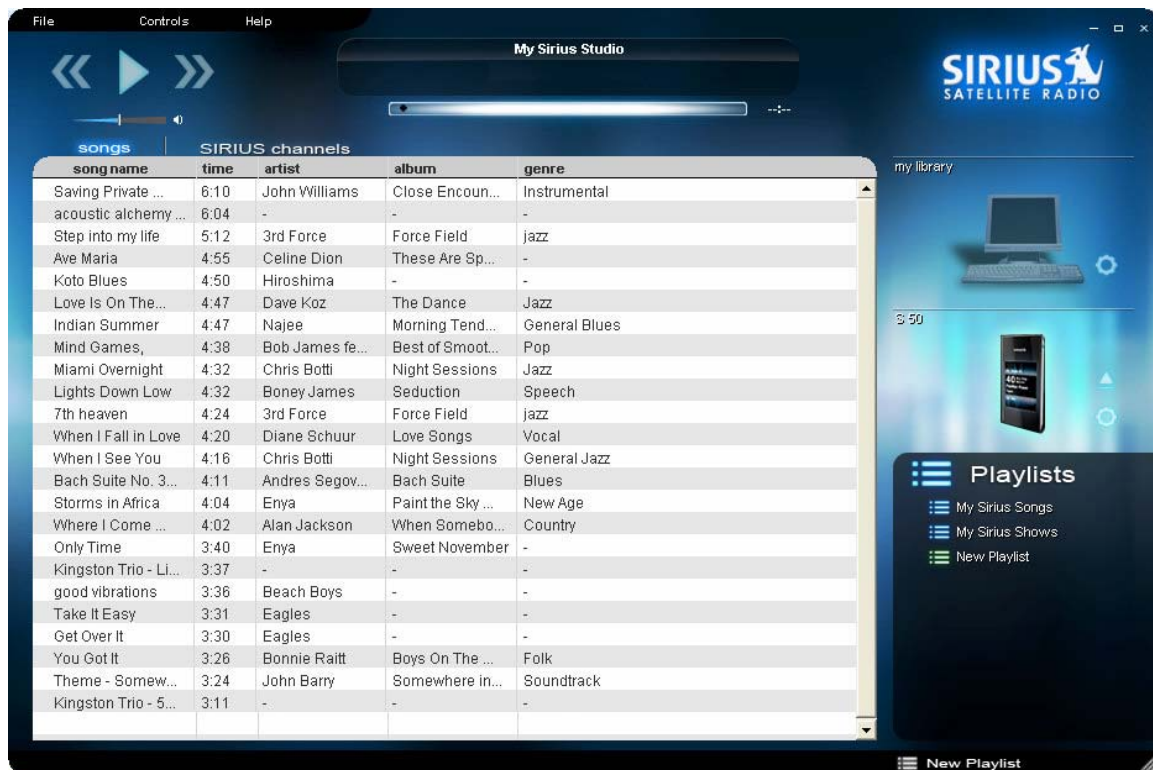 File Controls Help
My Sirius Studio
SIRIUS
SATELLITE RADIO
--:--
songs SIRIUS channels
song name time artist album genre
Saving Private ... 6:10 John Williams Close Encoun... Instrumental
acoustic alchemy ... 6:04 - - -
Step into my life 5:12 3rd Force Force Field jazz
Ave Maria 4:55 Celine Dion These Are Sp... -
Koto Blues 4:50 Hiroshima - -
Love Is On The... 4:47 Dave Koz The Dance Jazz
Indian Summer 4:47 Najee Morning Tend... General Blues
Mind Games, 4:38 Bob James fe... Best of Smoot... Pop
Miami Overnight 4:32 Chris Botti Night Sessions Jazz
Lights Down Low 4:32 Boney James Seduction Speech
7th heaven 4:24 3rd Force Force Field jazz
When I Fall in Love 4:20 Diane Schuur Love Songs Vocal
When I See You 4:16 Chris Botti Night Sessions General Jazz
Bach Suite No. 3... 4:11 Andres Segov... Bach Suite Blues
Storms in Africa 4:04 Enya Paint the Sky ... New Age
Where I Come ... 4:02 Alan Jackson When Somebo... Country
Only Time 3:40 Enya Sweet November -
Kingston Trio - Li... 3:37 - - -
good vibrations 3:36 Beach Boys - -
Take It Easy 3:31 Eagles - -
Get Over It 3:30 Eagles - -
You Got It 3:26 Bonnie Raitt Boys On The ... Folk
Theme - Somew... 3:24 John Barry Somewhere in... Soundtrack
Kingston Trio - 5... 3:11 - - -
my library
S 50
Playlists
My Sirius Songs
My Sirius Shows
New Playlist
New Playlist